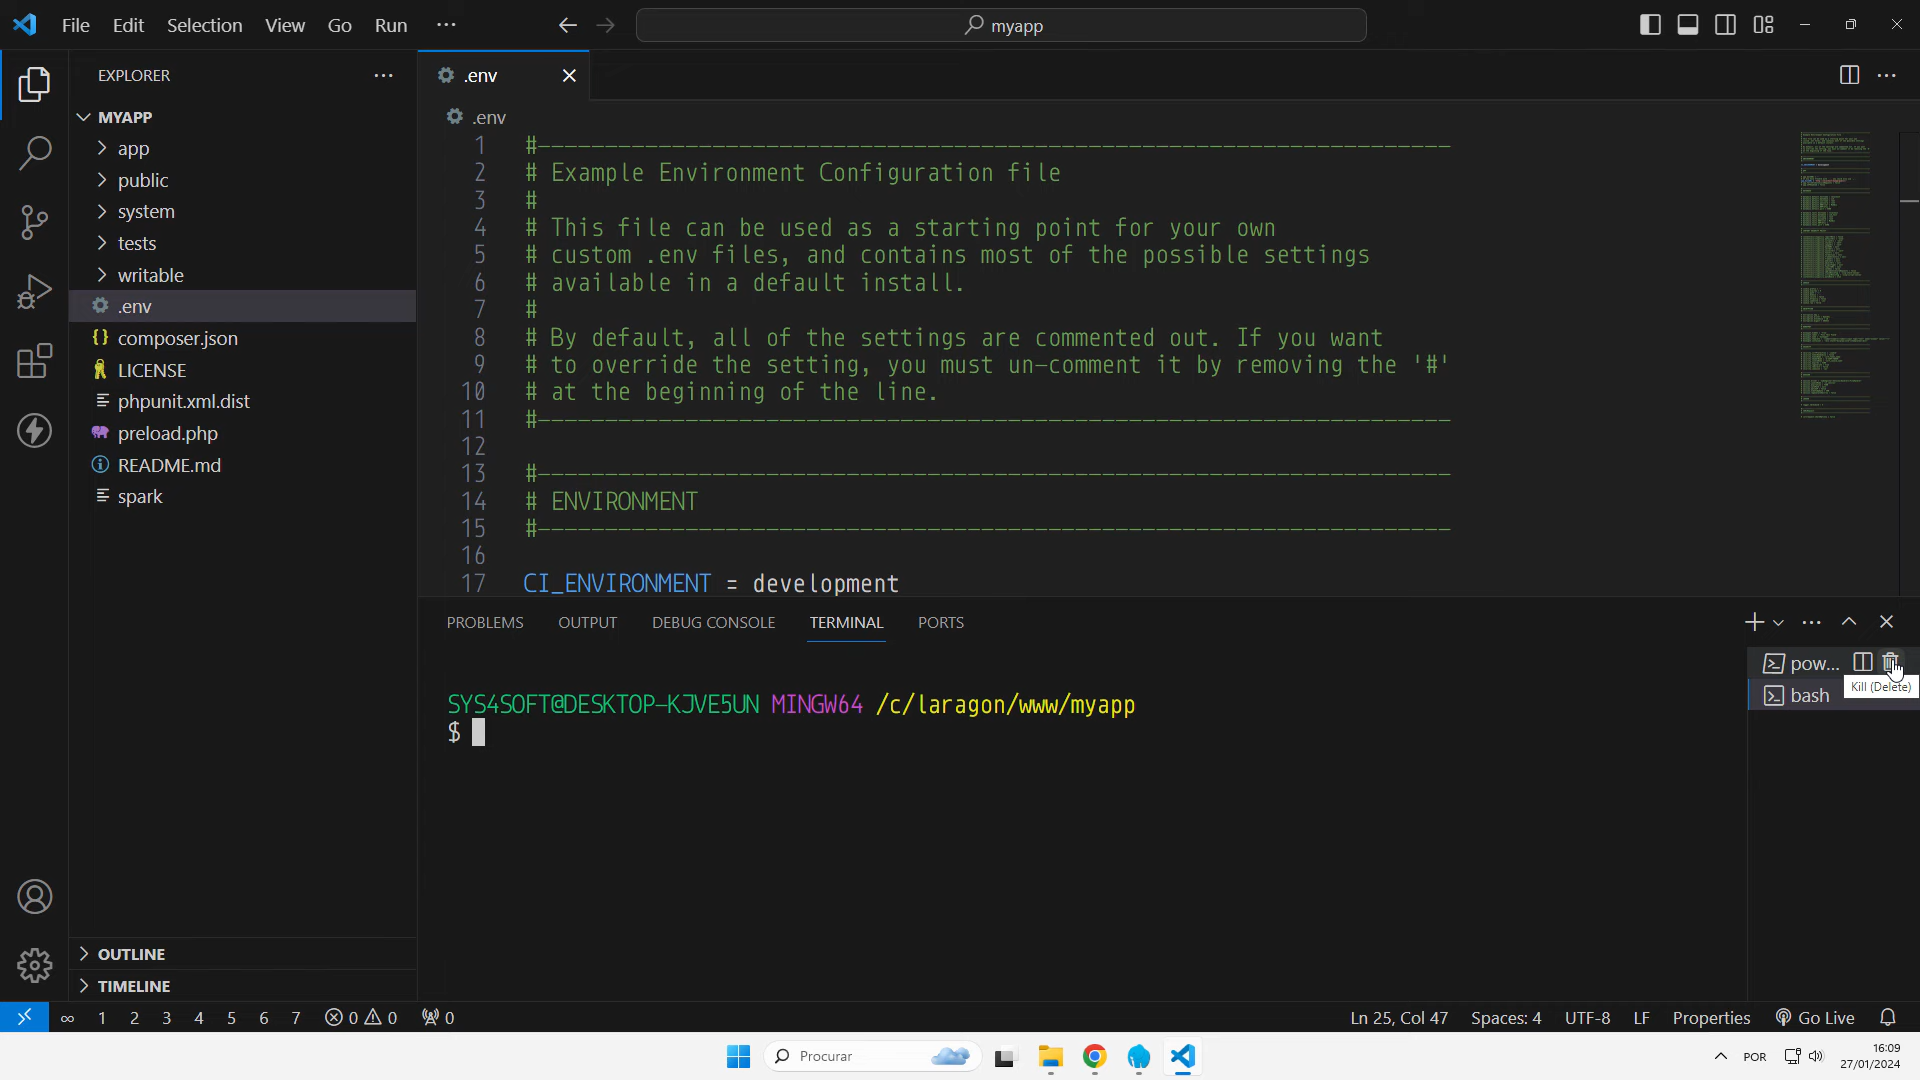 File Edit Selection View Go Run ···
myapp
EXPLORER ···
MYAPP
app
public
system
tests
writable
.env
composer.json
LICENSE
phpunit.xml.dist
preload.php
README.md
spark
OUTLINE
TIMELINE
.env
.env
1 #--------------------------------------------------------------------
2 # Example Environment Configuration file
3 #
4 # This file can be used as a starting point for your own
5 # custom .env files, and contains most of the possible settings
6 # available in a default install.
7 #
8 # By default, all of the settings are commented out. If you want
9 # to override the setting, you must un-comment it by removing the '#'
10 # at the beginning of the line.
11 #--------------------------------------------------------------------
12
13 #--------------------------------------------------------------------
14 # ENVIRONMENT
15 #--------------------------------------------------------------------
16
17 CI_ENVIRONMENT = development
PROBLEMS OUTPUT DEBUG CONSOLE TERMINAL PORTS
SYS4SOFT@DESKTOP-KJVE5UN MINGW64 /c/laragon/www/myapp
$
pow...
Kill (Delete)
bash
∞ 1 2 3 4 5 6 7 0 0 0 Ln 25, Col 47 Spaces: 4 UTF-8 LF Properties Go Live
Procurar
POR
16:09
27/01/2024